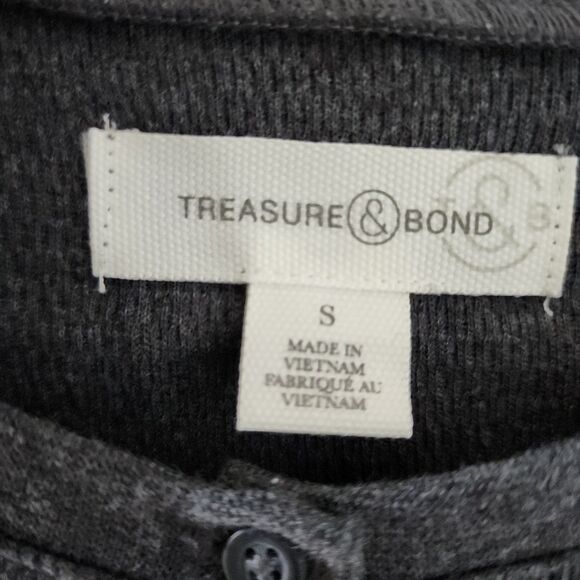 TREASURE & BOND
T & B
S
MADE IN
VIETNAM
FABRIQUÉ AU
VIETNAM